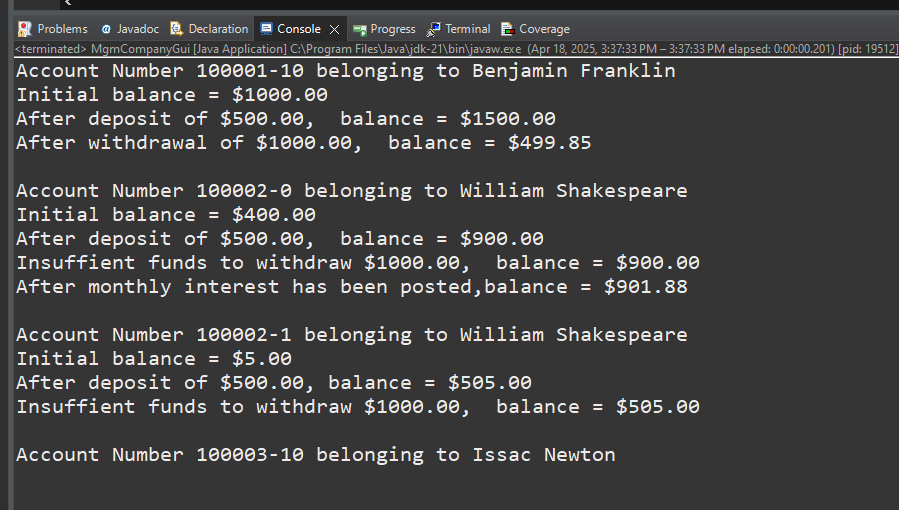 Problems Javadoc Declaration Console Progress Terminal Coverage
<terminated> MgmCompanyGui [Java Application] C:\Program Files\Java\jdk-21\bin\javaw.exe (Apr 18, 2025, 3:37:33 PM – 3:37:33 PM elapsed: 0:00:00.201) [pid: 19512]
Account Number 100001-10 belonging to Benjamin Franklin
Initial balance = $1000.00
After deposit of $500.00,  balance = $1500.00
After withdrawal of $1000.00,  balance = $499.85
Account Number 100002-0 belonging to William Shakespeare
Initial balance = $400.00
After deposit of $500.00,  balance = $900.00
Insufficient funds to withdraw $1000.00,  balance = $900.00
After monthly interest has been posted,balance = $901.88
Account Number 100002-1 belonging to William Shakespeare
Initial balance = $5.00
After deposit of $500.00, balance = $505.00
Insufficient funds to withdraw $1000.00,  balance = $505.00
Account Number 100003-10 belonging to Issac Newton